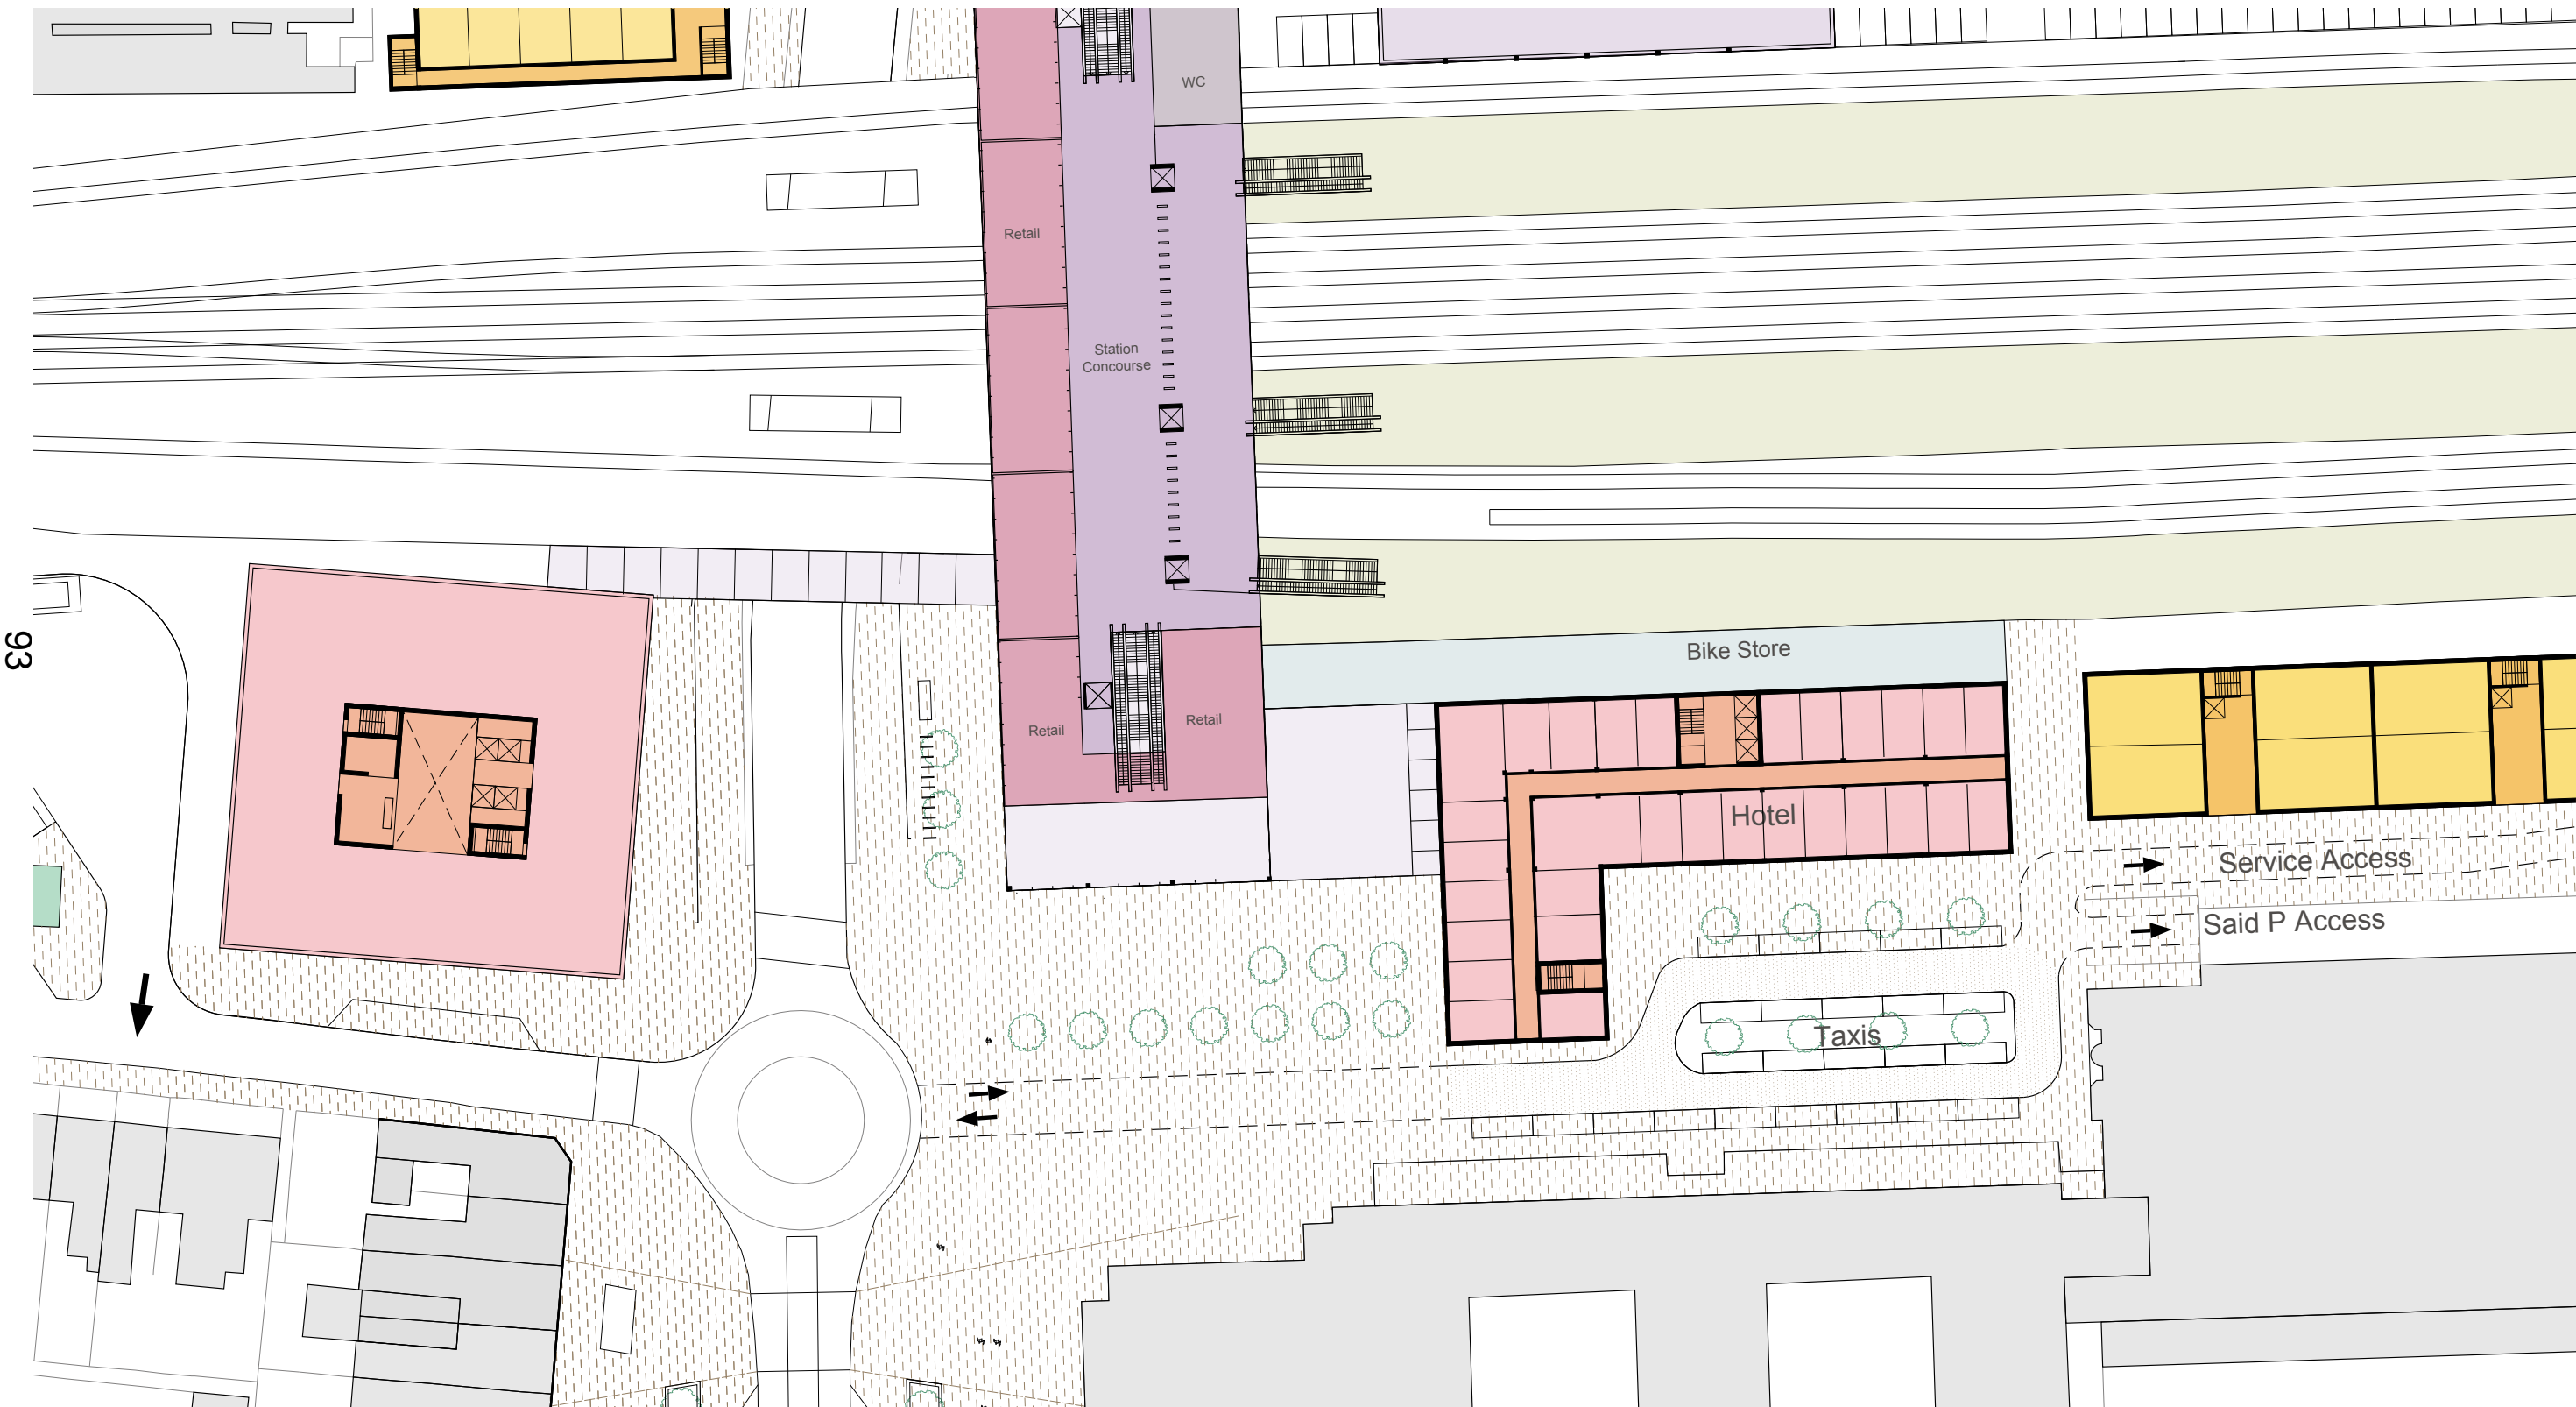 WC
Retail
Station
Concourse
93
Bike Store
Retail
Retail
Hotel
Service Access
Said P Access
Taxis